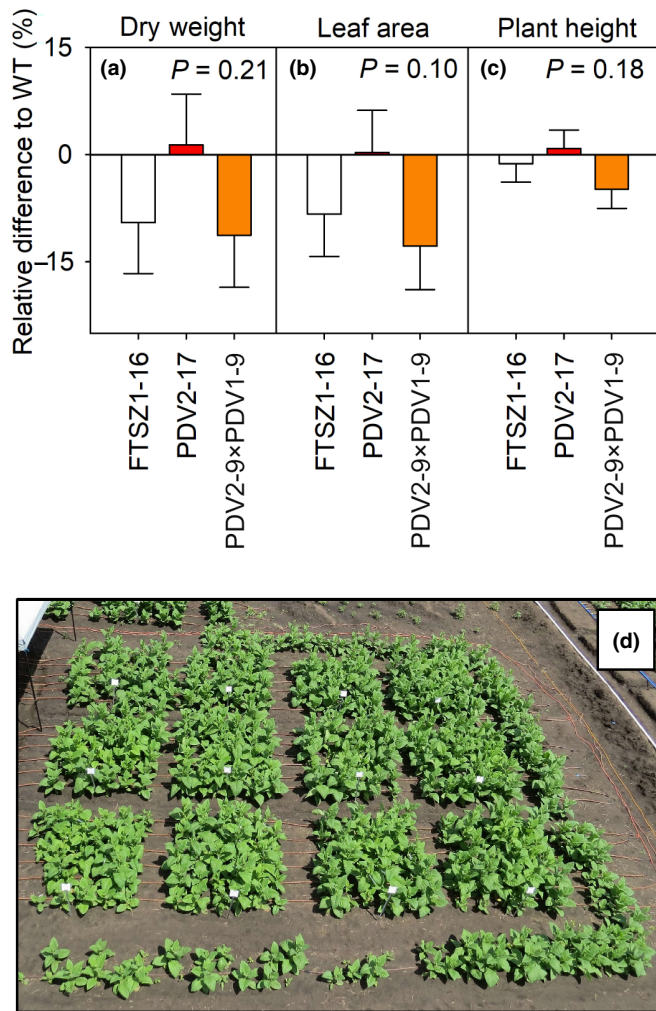 Dry weight
Leaf area
Plant height
Relative difference to WT (%)
15
0
−15
(a)
P = 0.21
(b)
P = 0.10
(c)
P = 0.18
FTSZ1-16
PDV2-17
PDV2-9×PDV1-9
FTSZ1-16
PDV2-17
PDV2-9×PDV1-9
FTSZ1-16
PDV2-17
PDV2-9×PDV1-9
(d)